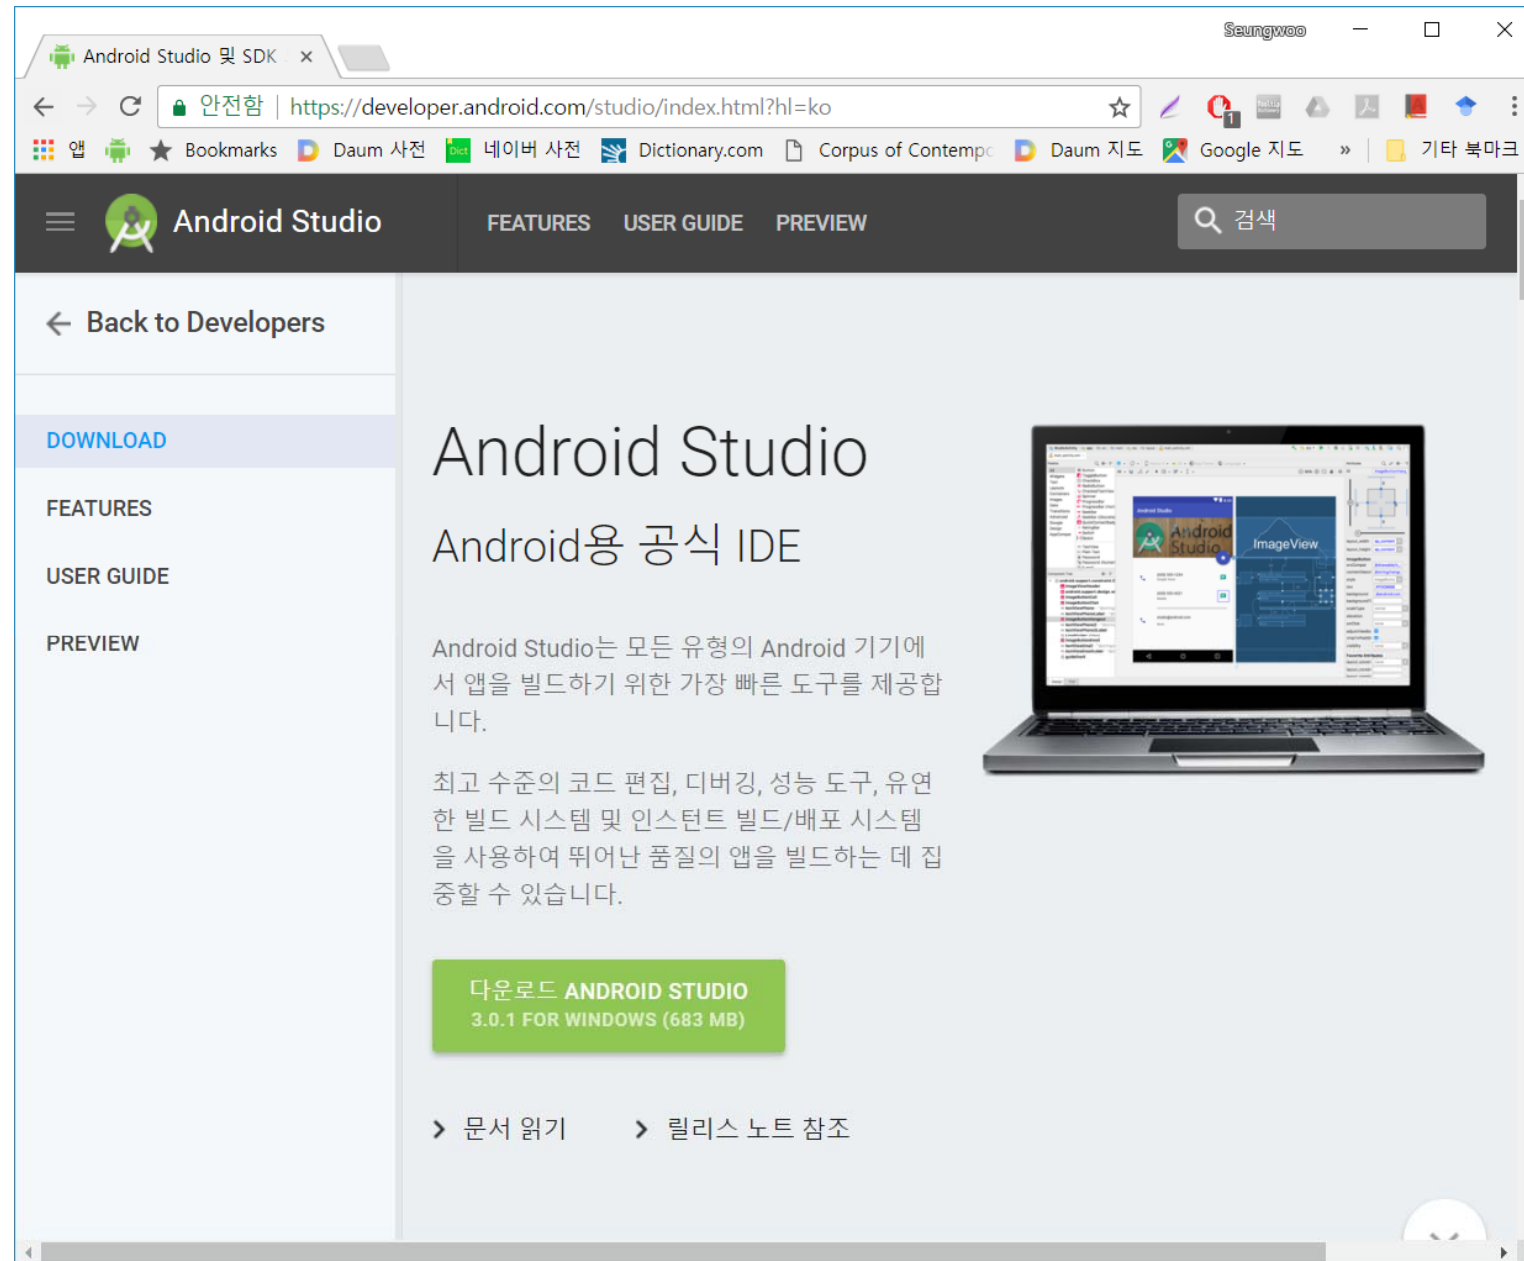 Seungwoo
Android Studio 및 SDK
안전함 | https://developer.android.com/studio/index.html?hl=ko
1
앱 Bookmarks Daum 사전 네이버 사전 Dictionary.com Corpus of Contempo Daum 지도 Google 지도 » 기타 북마크
Android Studio FEATURES USER GUIDE PREVIEW 검색
Back to Developers
DOWNLOAD
FEATURES
USER GUIDE
PREVIEW
Android Studio
Android용 공식 IDE
Android Studio는 모든 유형의 Android 기기에
서 앱을 빌드하기 위한 가장 빠른 도구를 제공합
니다.
최고 수준의 코드 편집, 디버깅, 성능 도구, 유연
한 빌드 시스템 및 인스턴트 빌드/배포 시스템
을 사용하여 뛰어난 품질의 앱을 빌드하는 데 집
중할 수 있습니다.
다운로드 ANDROID STUDIO
3.0.1 FOR WINDOWS (683 MB)
문서 읽기
릴리스 노트 참조
Android Studio
Android
Studio
ImageView